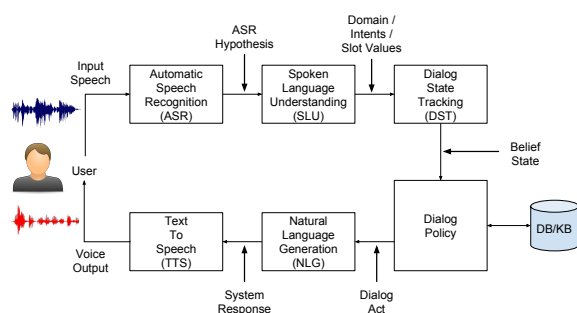 ASR
Hypothesis
Domain /
Intents /
Slot Values
Input
Speech
Automatic
Speech
Recognition
(ASR)
Spoken
Language
Understanding
(SLU)
Dialog
State
Tracking
(DST)
Belief
State
User
Text
To
Speech
(TTS)
Natural
Language
Generation
(NLG)
Dialog
Policy
DB/KB
Voice
Output
System
Response
Dialog
Act